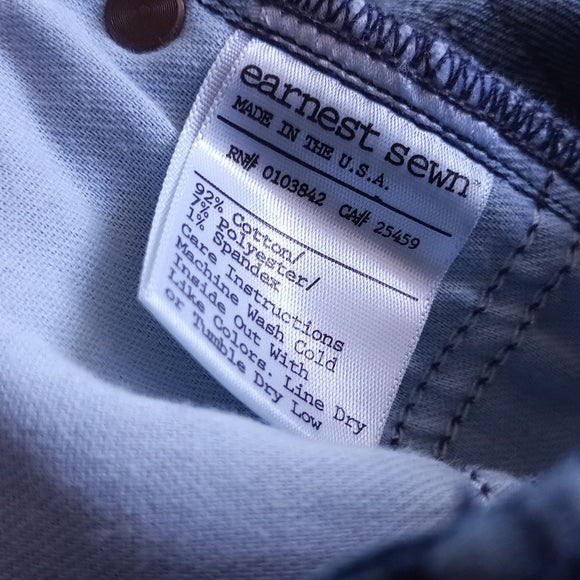 earnest sewn™
MADE IN THE U.S.A.
RN# 0103842 CA# 25459
92% Cotton/
7% Polyester/
1% Spandex
Care Instructions
Machine Wash Cold
Inside Out With
Like Colors. Line Dry
or Tumble Dry Low